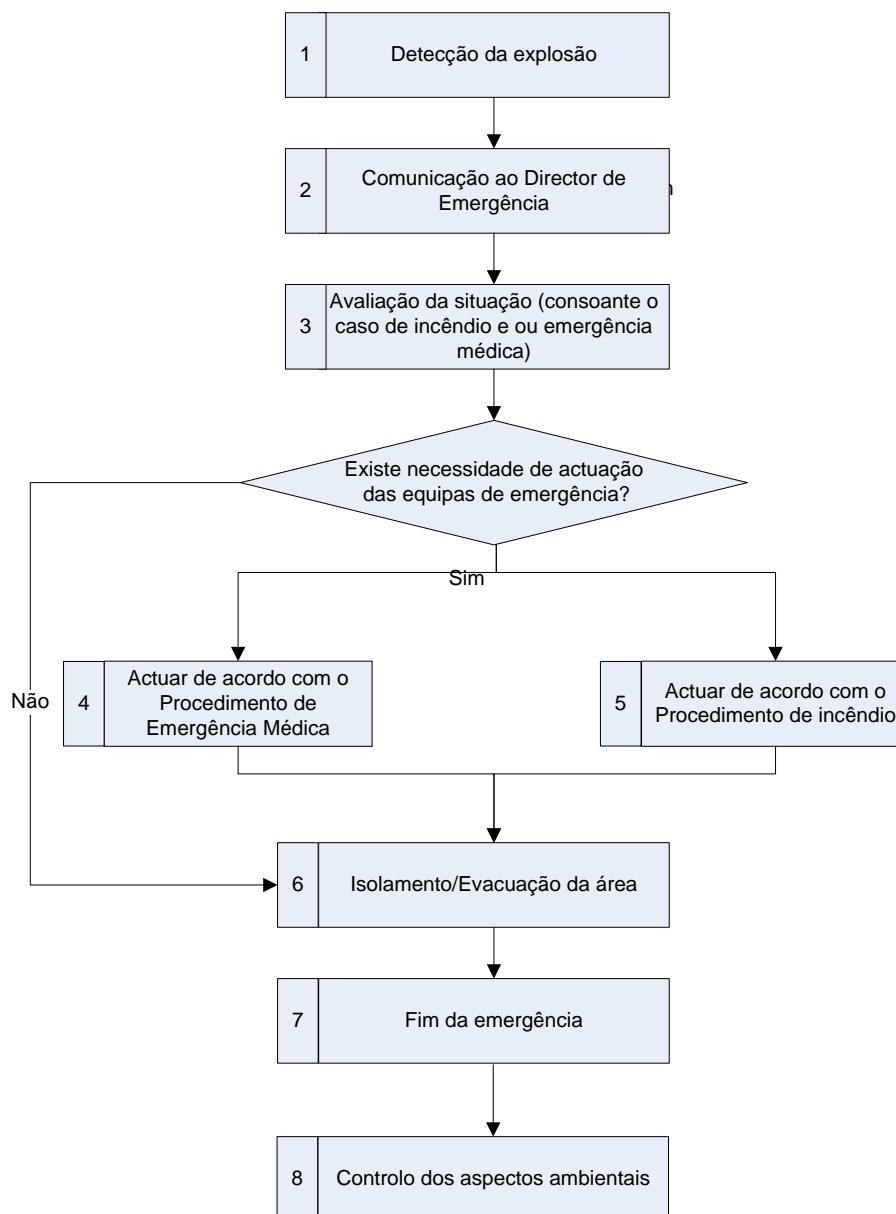 1
Detecção da explosão
2
Comunicação ao Director de
Emergência
3
Avaliação da situação (consoante o
caso de incêndio e ou emergência
médica)
Existe necessidade de actuação
das equipas de emergência?
Sim
Não
4
Actuar de acordo com o
Procedimento de
Emergência Médica
5
Actuar de acordo com o
Procedimento de incêndio
6
Isolamento/Evacuação da área
7
Fim da emergência
8
Controlo dos aspectos ambientais